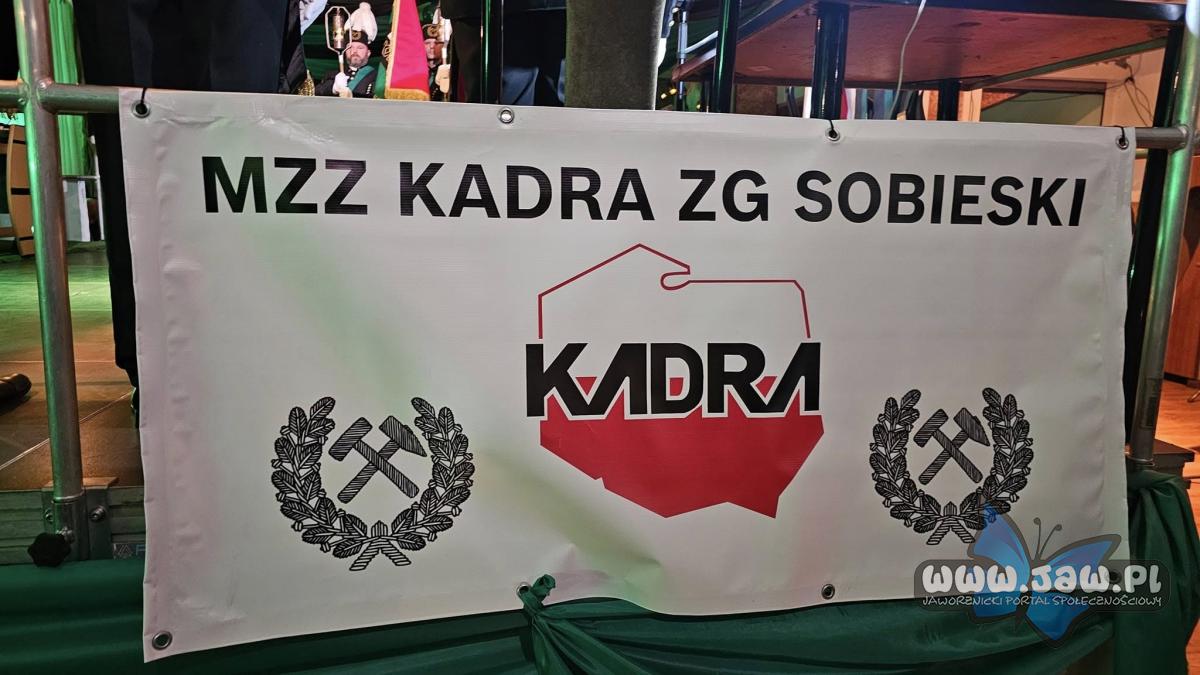 MZZ KADRA ZG SOBIESKI
KADRA
www.jaw.pl
JAWORZNICKI PORTAL SPOŁECZNOŚCIOWY